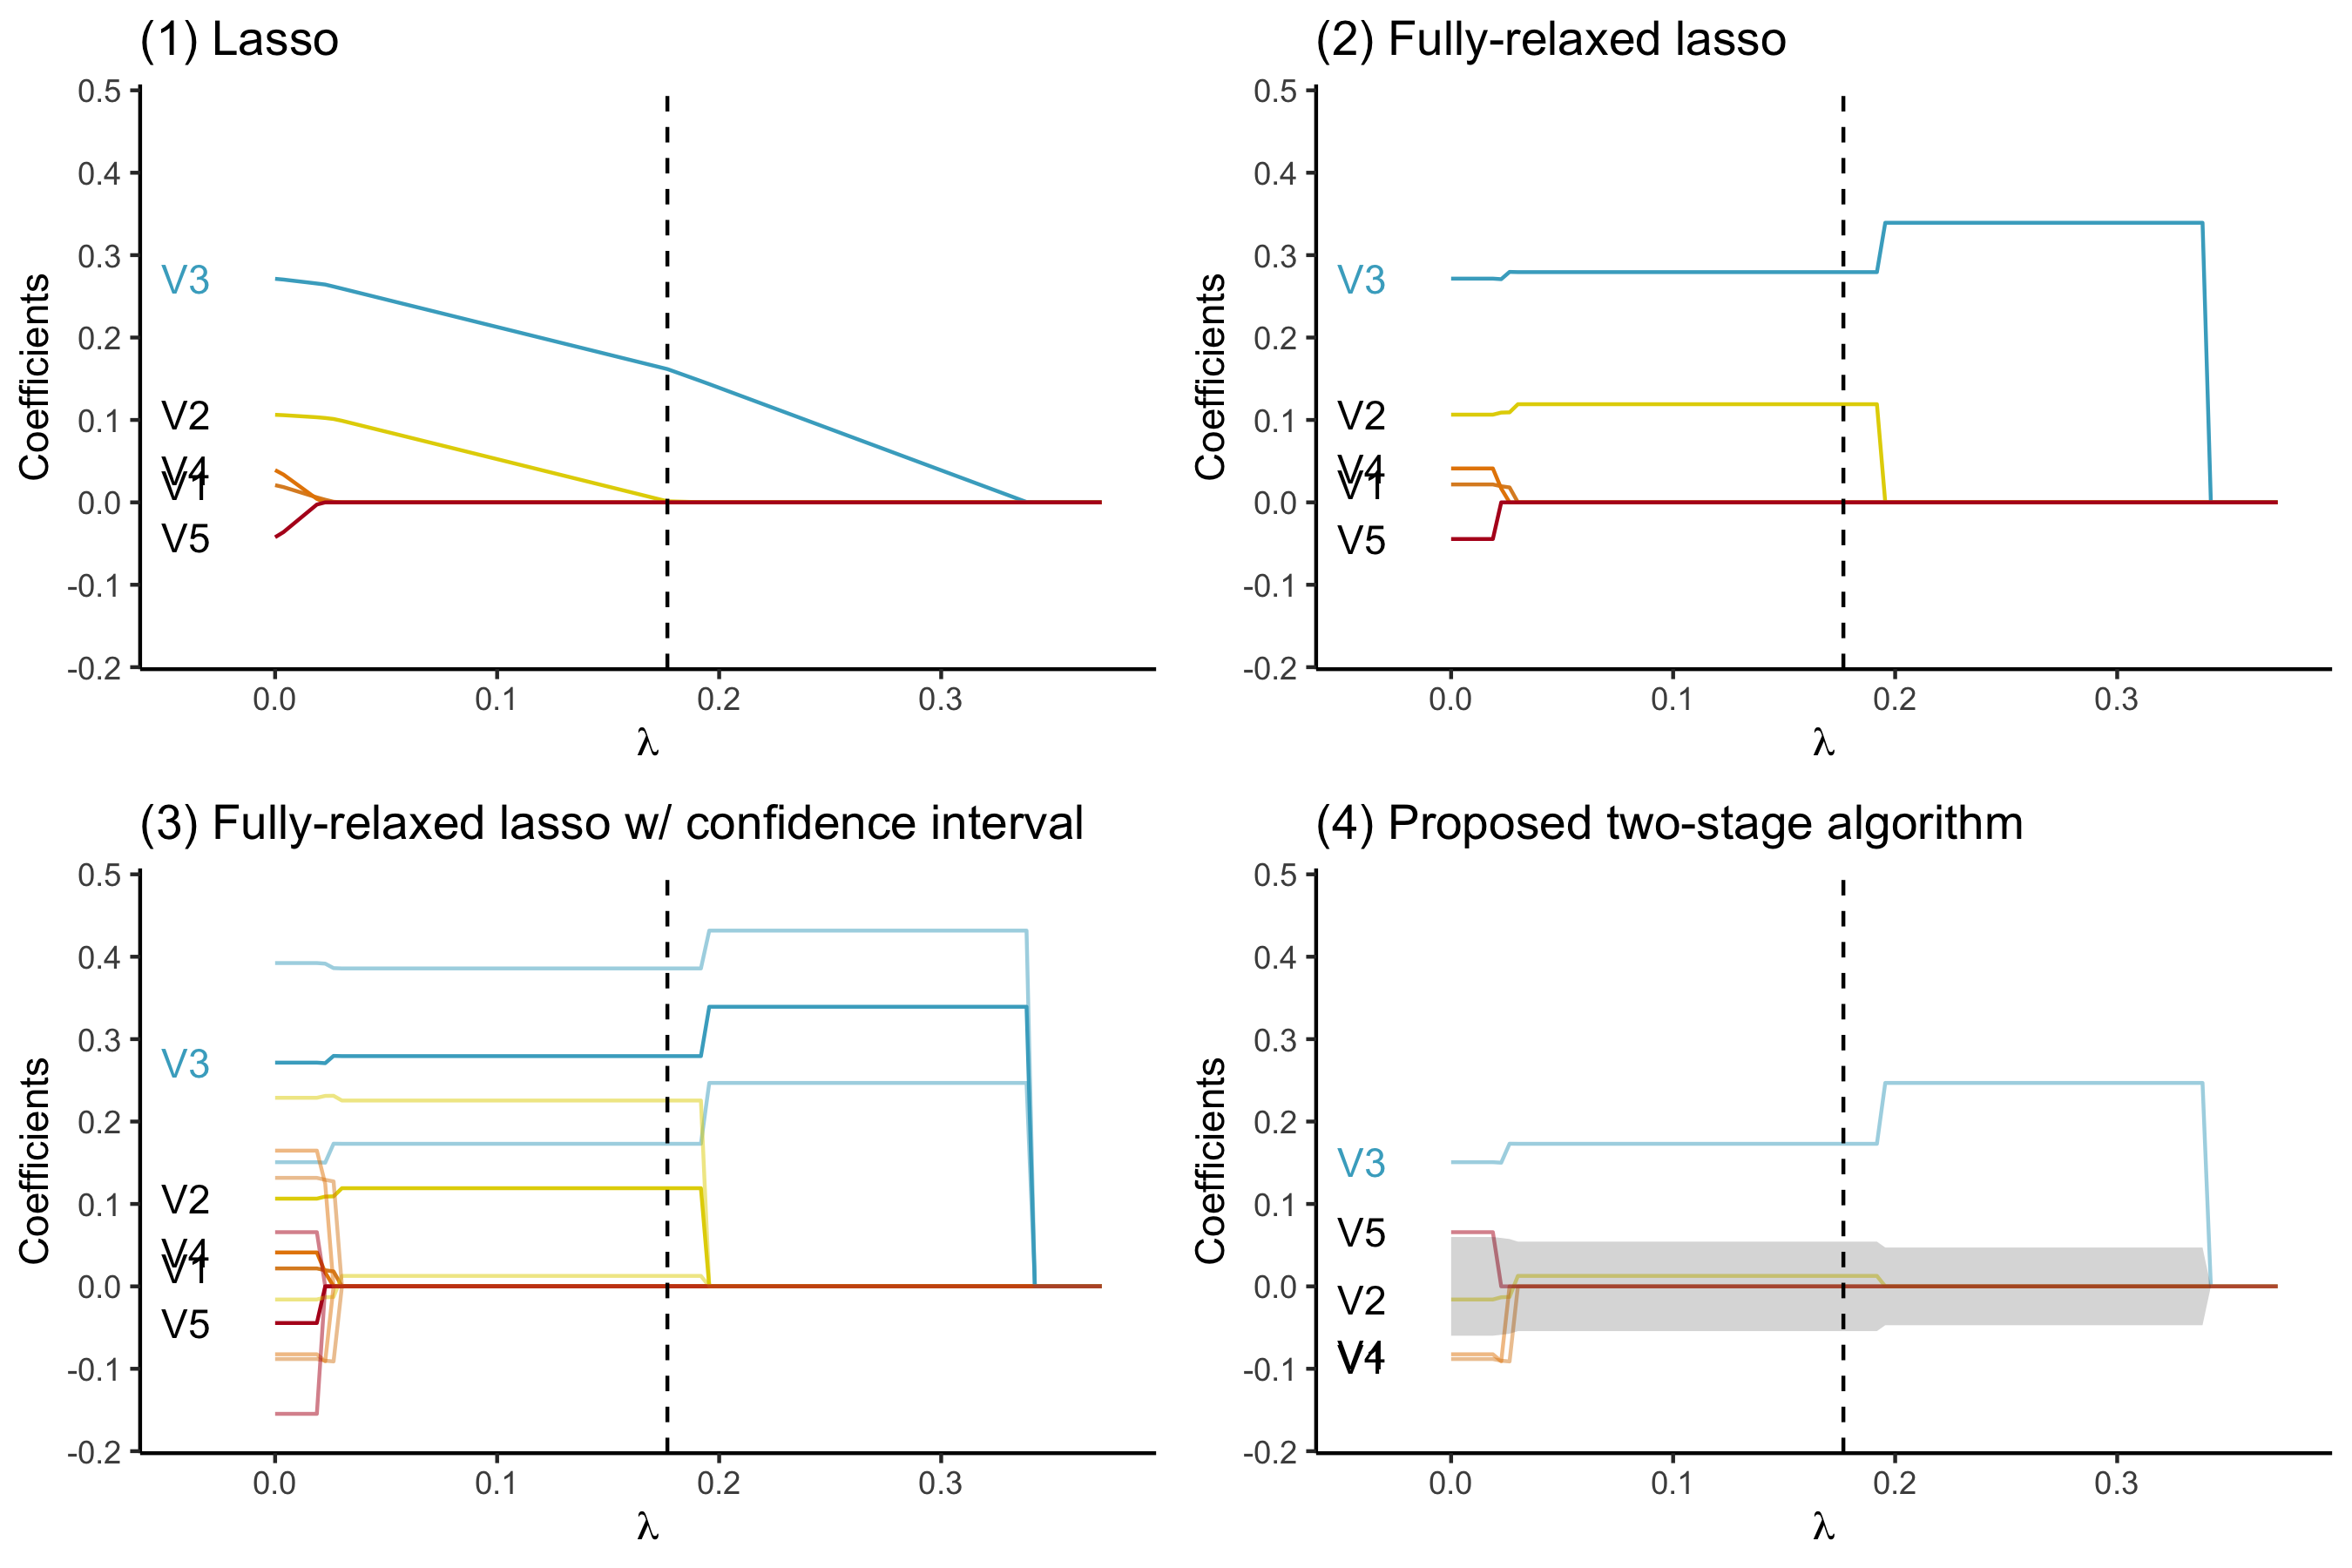 (1) Lasso
0.5
0.4
0.3
0.2
0.1
0.0
-0.1
-0.2
Coefficients
V3
V2
V4
V1
V5
0.0 0.1 0.2 0.3
λ
(2) Fully-relaxed lasso
0.5
0.4
0.3
0.2
0.1
0.0
-0.1
-0.2
Coefficients
V3
V2
V4
V1
V5
0.0 0.1 0.2 0.3
λ
(3) Fully-relaxed lasso w/ confidence interval
0.5
0.4
0.3
0.2
0.1
0.0
-0.1
-0.2
Coefficients
V3
V2
V4
V1
V5
0.0 0.1 0.2 0.3
λ
(4) Proposed two-stage algorithm
0.5
0.4
0.3
0.2
0.1
0.0
-0.1
-0.2
Coefficients
V3
V5
V2
V4
V1
0.0 0.1 0.2 0.3
λ